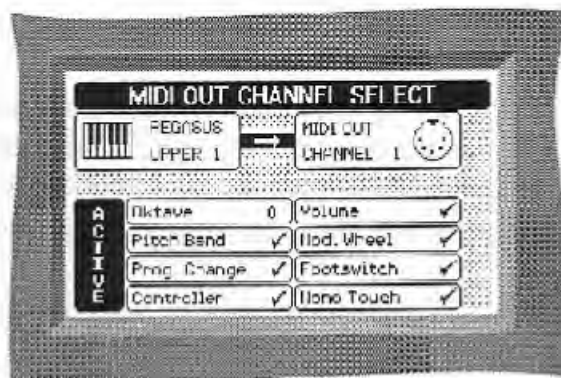 MIDI OUT CHANNEL SELECT
PEGASUS
UPPER 1
MIDI OUT
CHANNEL 1
ACTIVE
Oktave 0
Volume ✓
Pitch Bend ✓
Mod. Wheel ✓
Prog. Change ✓
Footswitch ✓
Controller ✓
Mono Touch ✓